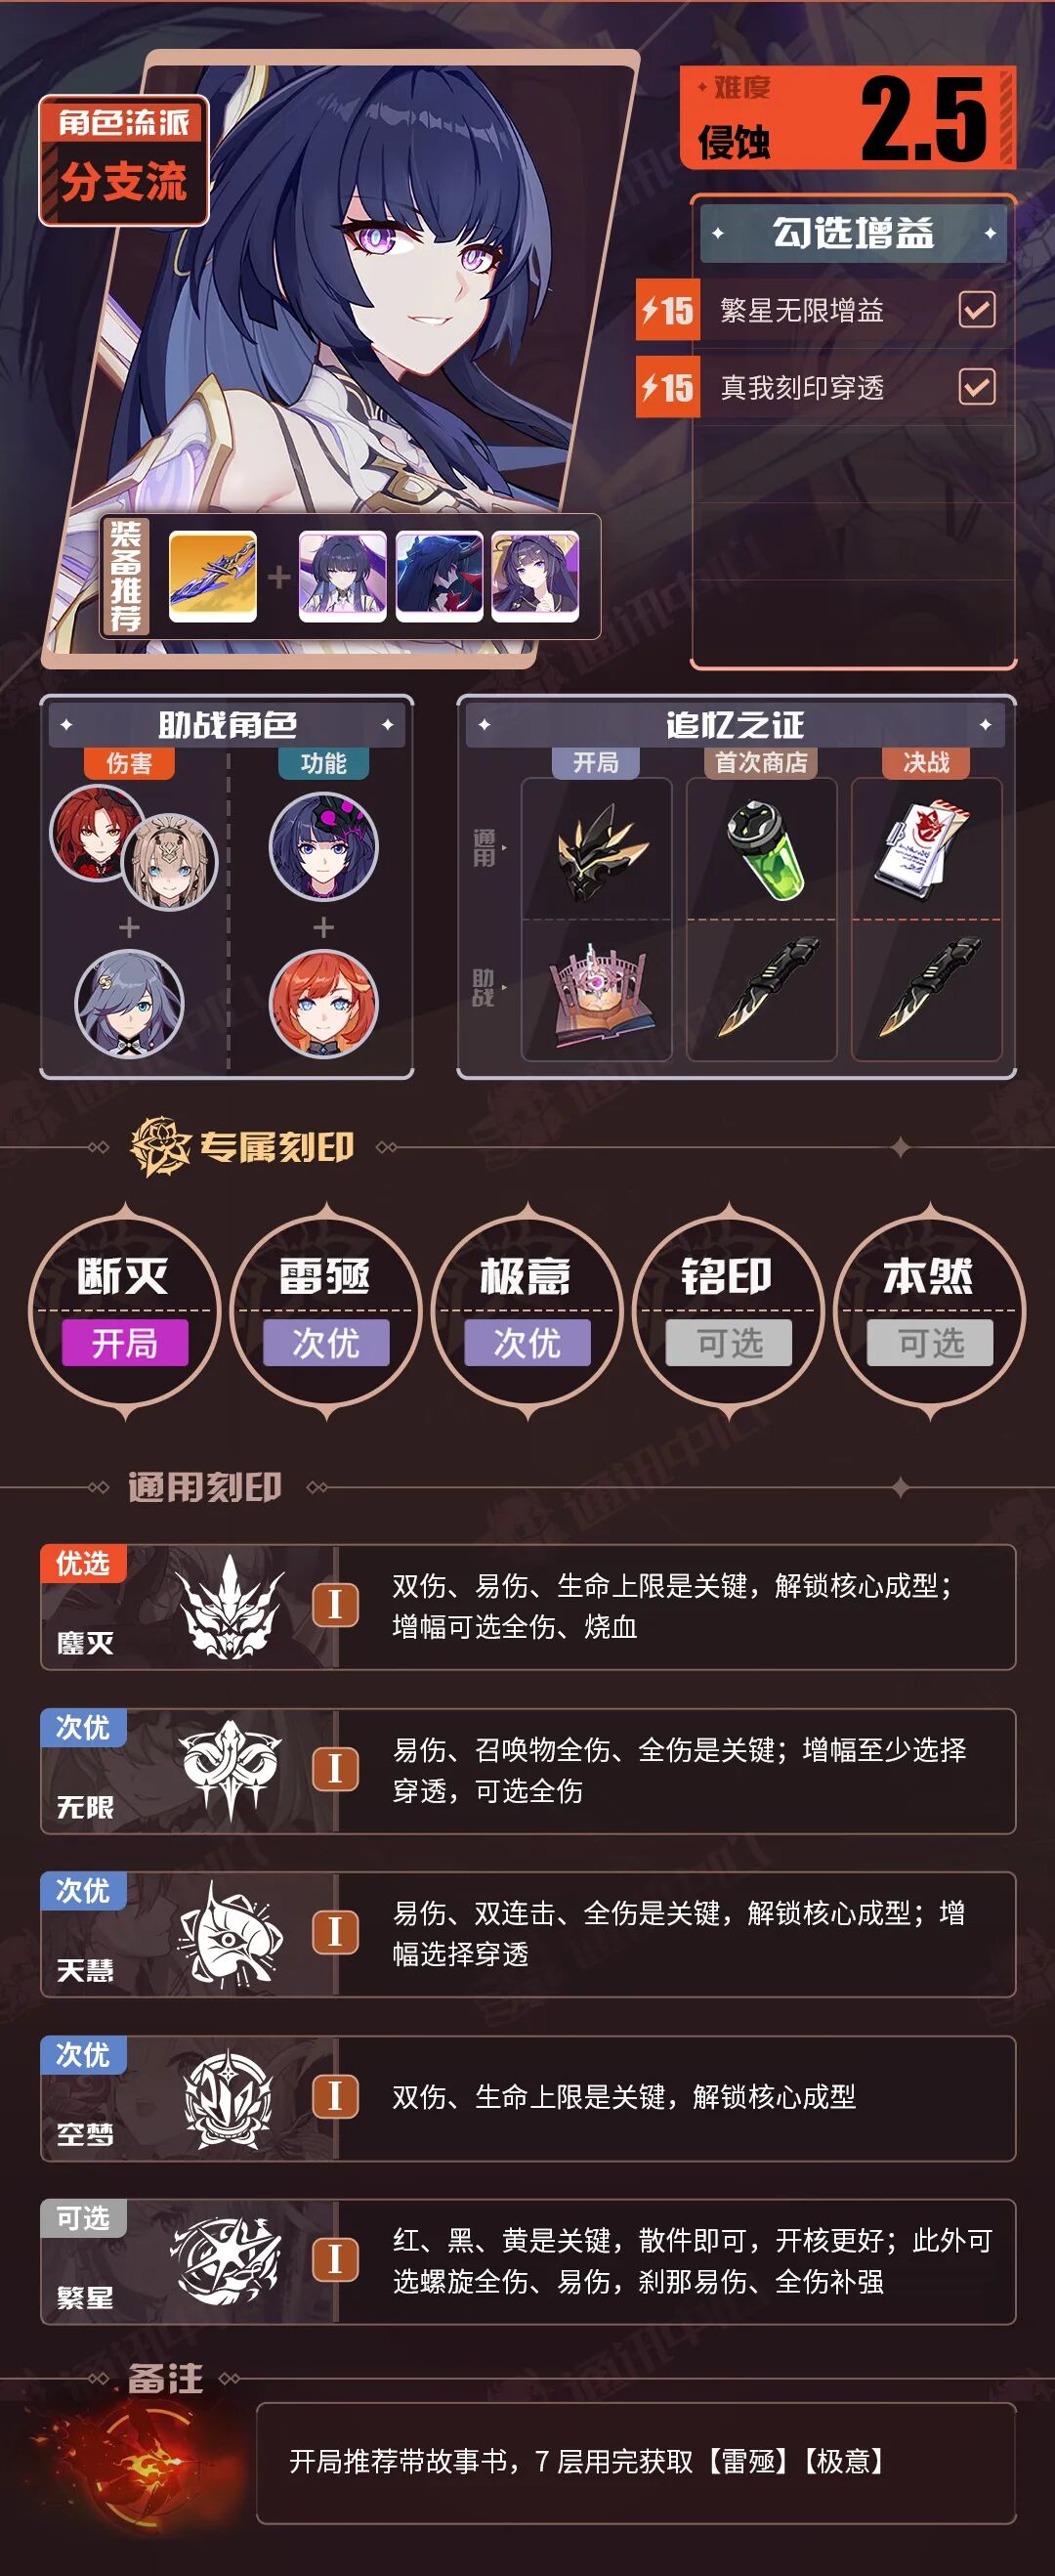 角色流派
分支流
难度
侵蚀
2.5
勾选增益
15 繁星无限增益
15 真我刻印穿透
装备推荐
助战角色
伤害
功能
追忆之证
开局
首次商店
决战
通用
助战
专属刻印
断灭
开局
雷殛
次优
极意
次优
铭印
可选
本然
可选
通用刻印
优选
鏖灭
I
双伤、易伤、生命上限是关键，解锁核心成型；
增幅可选全伤、烧血
次优
无限
I
易伤、召唤物全伤、全伤是关键；增幅至少选择
穿透，可选全伤
次优
天慧
I
易伤、双连击、全伤是关键，解锁核心成型；增
幅选择穿透
次优
空梦
I
双伤、生命上限是关键，解锁核心成型
可选
繁星
I
红、黑、黄是关键，散件即可，开核更好；此外可
选螺旋全伤、易伤，刹那易伤、全伤补强
备注
开局推荐带故事书，7 层用完获取【雷殛】【极意】